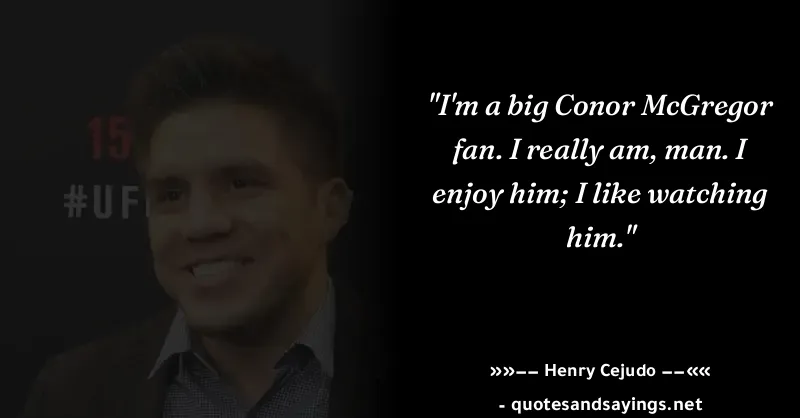 15
#UF
"I'm a big Conor McGregor
fan. I really am, man. I
enjoy him; I like watching
him."
»»−− Henry Cejudo −−««
- quotesandsayings.net